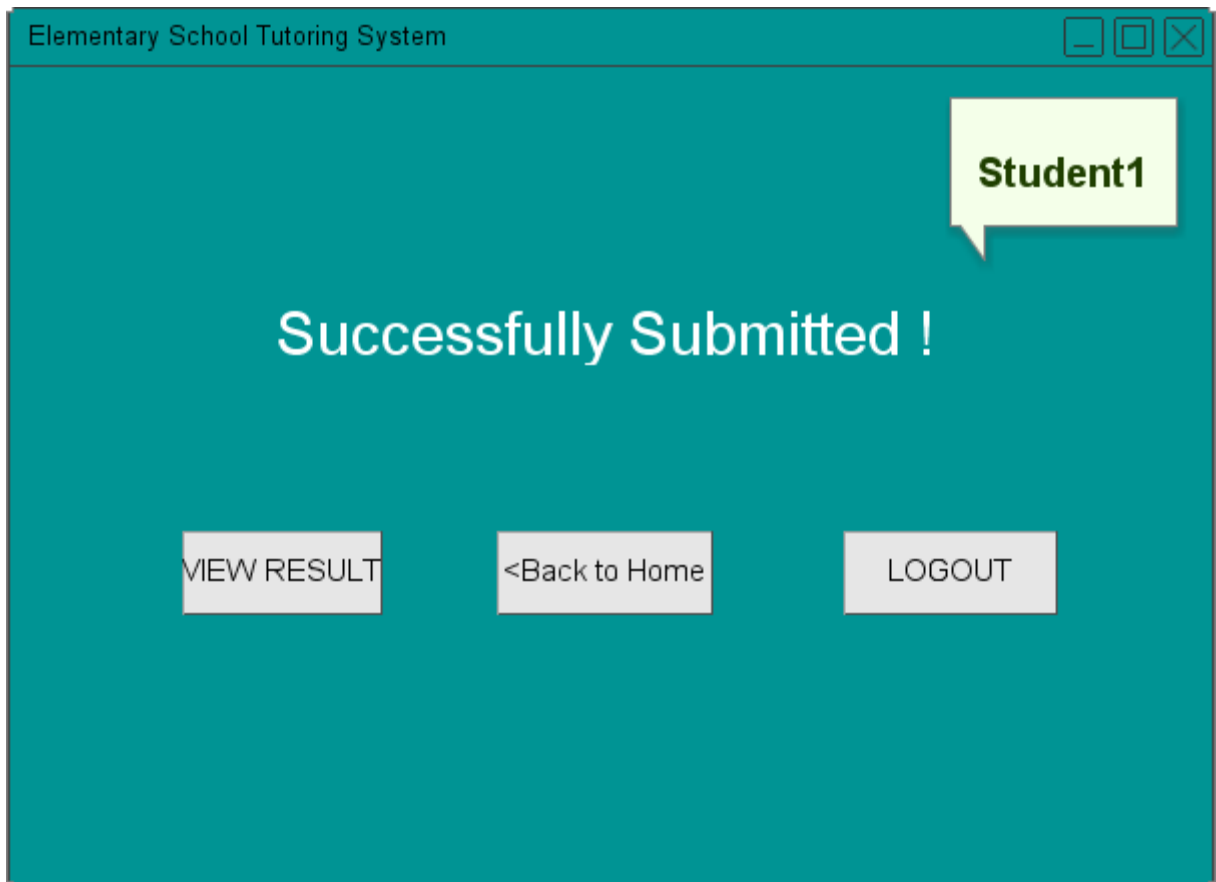 Elementary School Tutoring System
Student1
Successfully Submitted !
VIEW RESULT
<Back to Home
LOGOUT